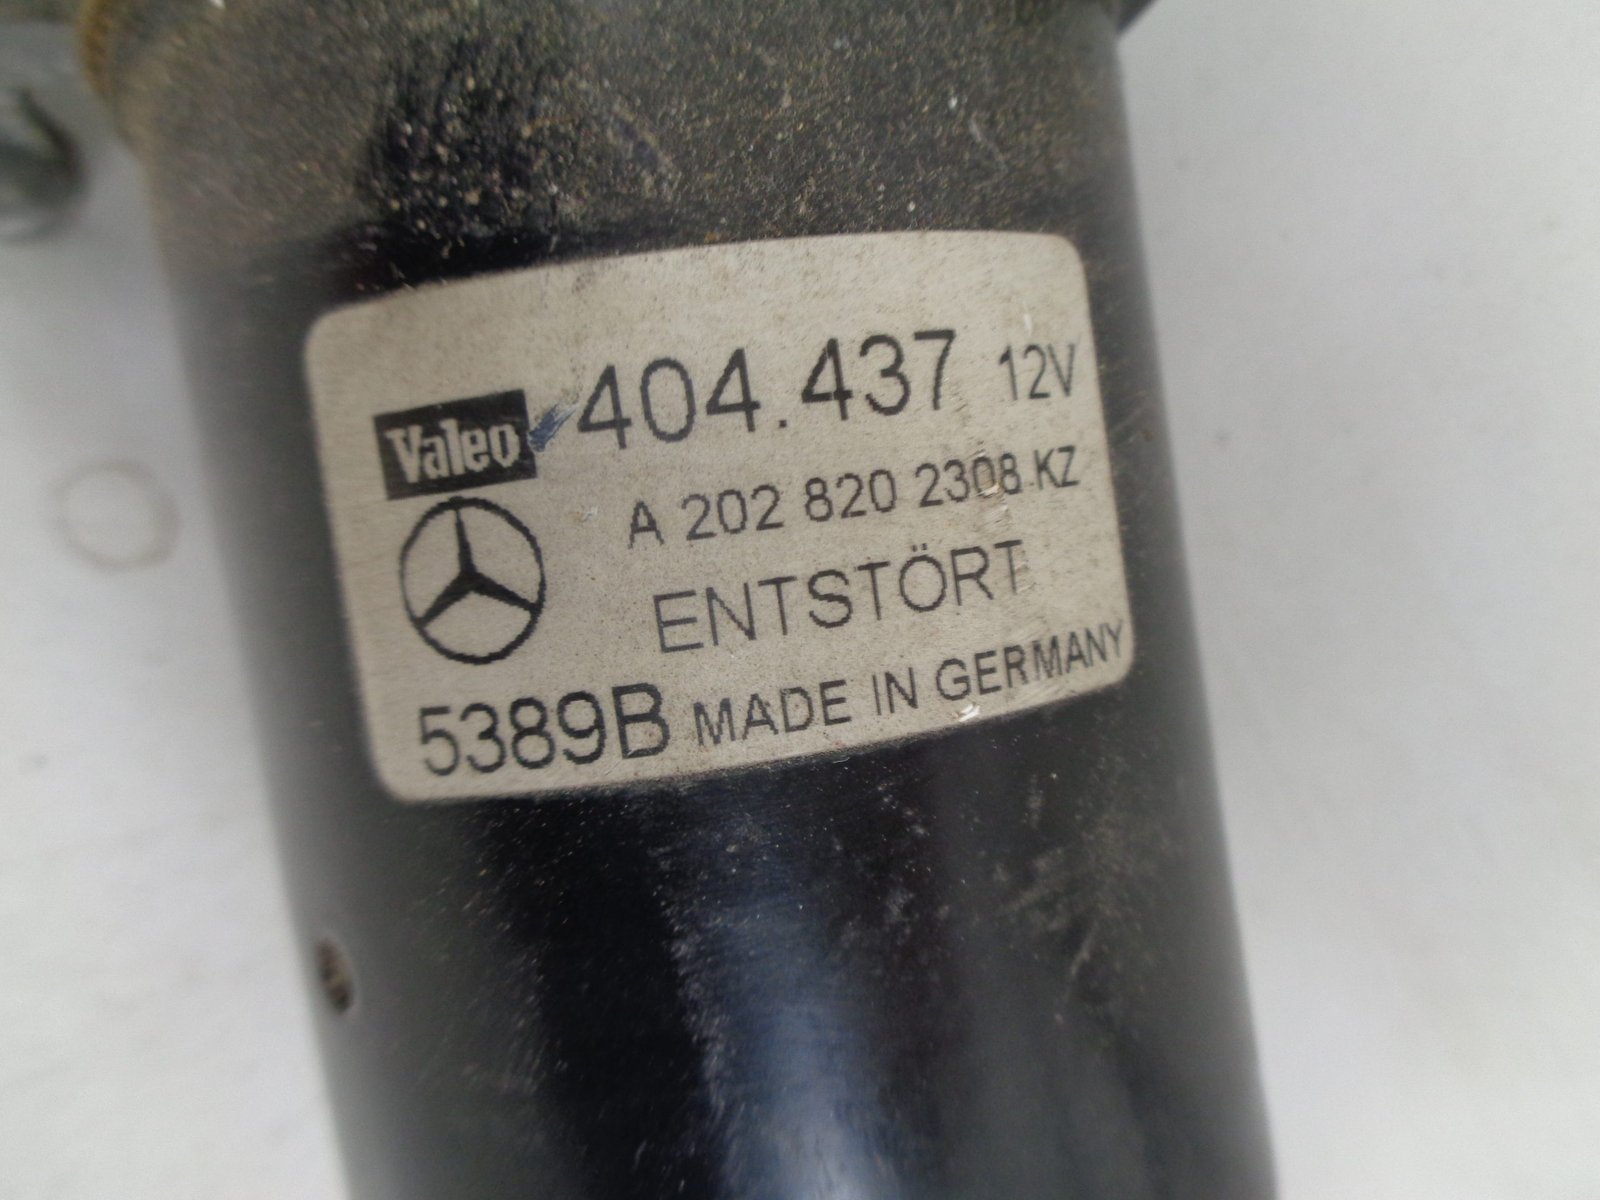 Valeo 404.437 12V
A 202 820 2308 KZ
ENTSTÖRT
5389B MADE IN GERMANY